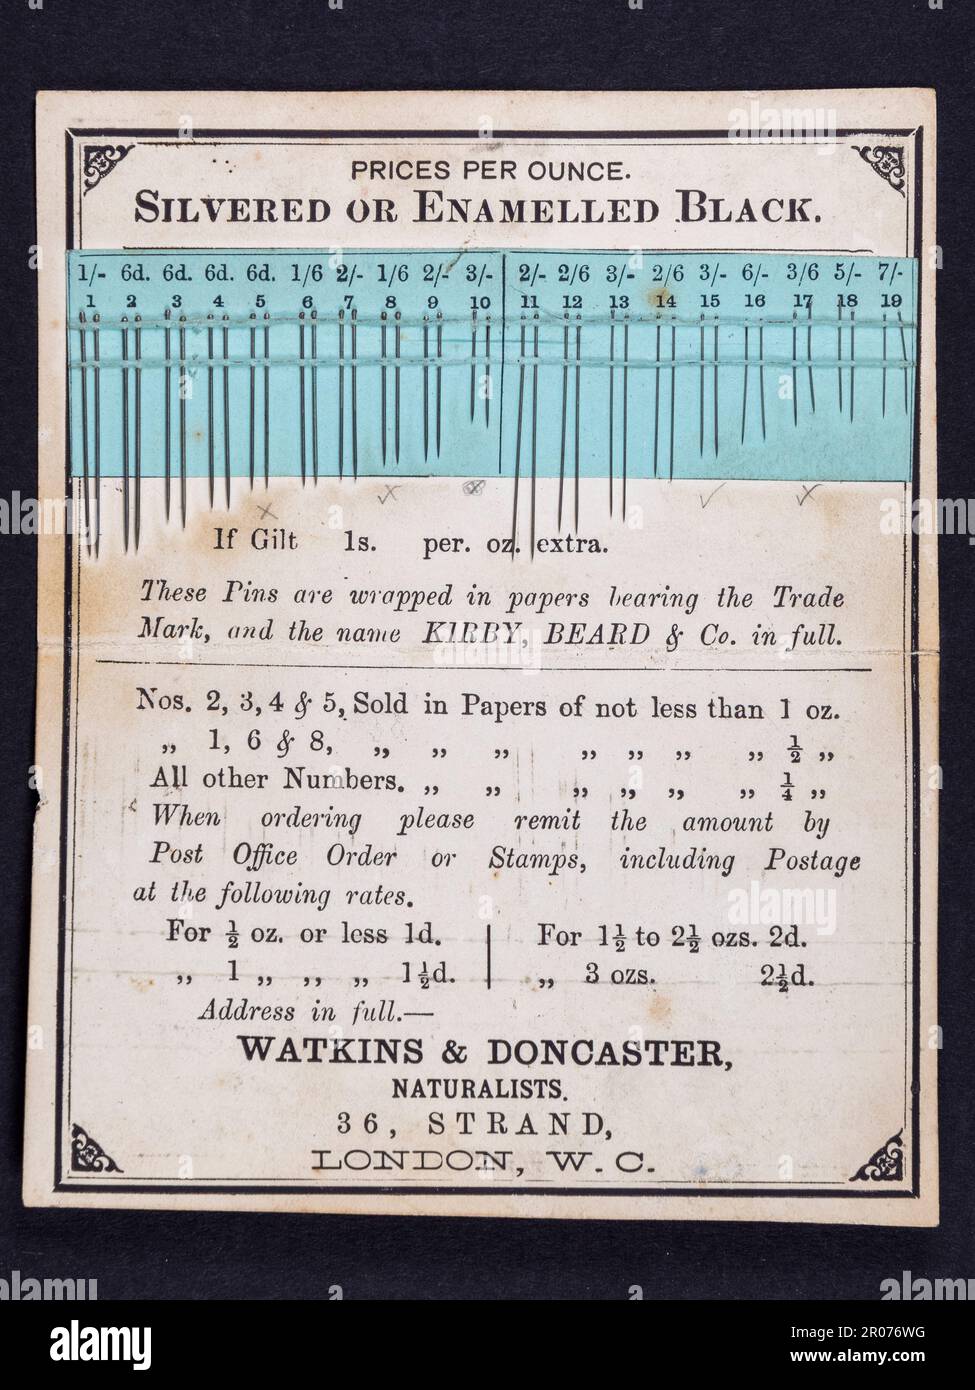 PRICES PER OUNCE.
SILVERED OR ENAMELLED BLACK.
1/- 6d. 6d. 6d. 6d. 1/6 2/- 1/6 2/- 3/- 2/- 2/6 3/- 2/6 3/- 6/- 3/6 5/- 7/-
1 2 3 4 5 6 7 8 9 10 11 12 13 14 15 16 17 18 19
If Gilt 1s. per. oz. extra.
These Pins are wrapped in papers bearing the Trade
Mark, and the name KIRBY, BEARD & Co. in full.
Nos. 2, 3, 4 & 5, Sold in Papers of not less than 1 oz.
„ 1, 6 & 8, „ „ „ „ „ „ „ ½ „
All other Numbers. „ „ „ „ „ „ ¼ „
When ordering please remit the amount by
Post Office Order or Stamps, including Postage
at the following rates.
For ½ oz. or less 1d. | For 1½ to 2½ ozs. 2d.
„ 1 „ „ „ 1½d. | „ 3 ozs. 2½d.
Address in full.—
WATKINS & DONCASTER,
NATURALISTS.
36, STRAND,
LONDON, W. C.
alamy
Image ID: 2R076WG
www.alamy.com